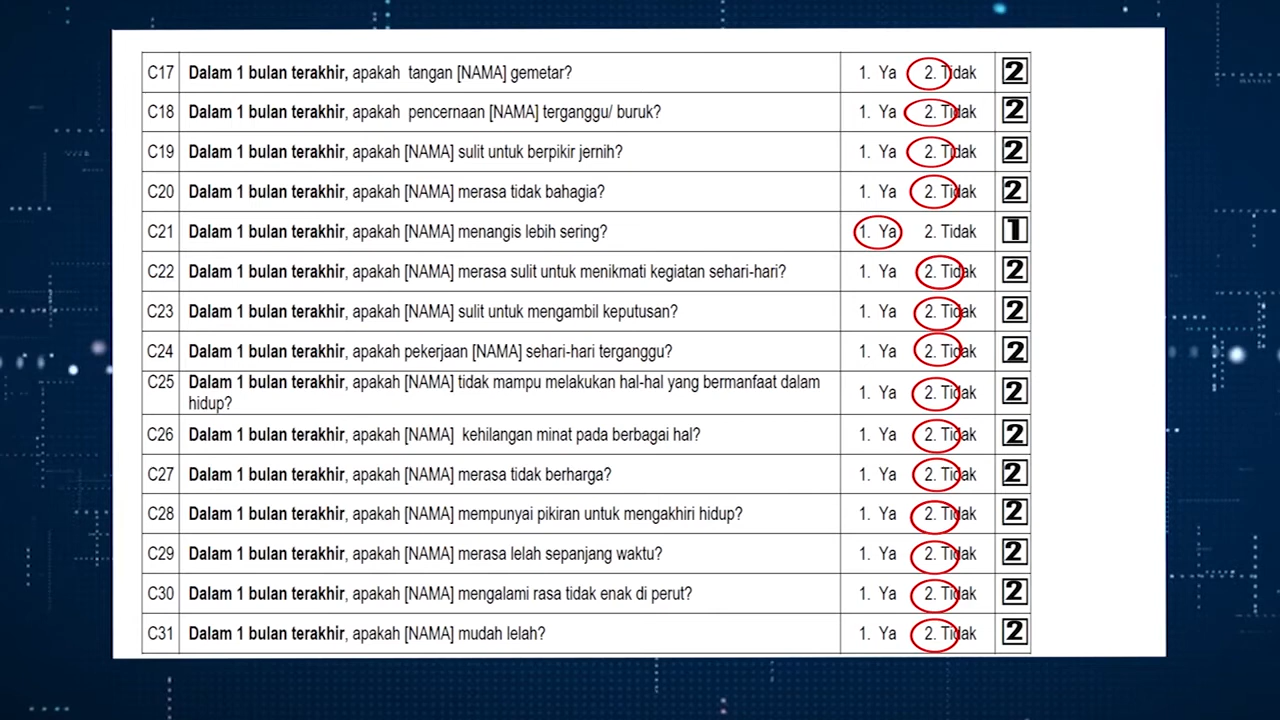 C17 Dalam 1 bulan terakhir, apakah tangan [NAMA] gemetar? 1. Ya 2. Tidak 2
C18 Dalam 1 bulan terakhir, apakah pencernaan [NAMA] terganggu/ buruk? 1. Ya 2. Tidak 2
C19 Dalam 1 bulan terakhir, apakah [NAMA] sulit untuk berpikir jernih? 1. Ya 2. Tidak 2
C20 Dalam 1 bulan terakhir, apakah [NAMA] merasa tidak bahagia? 1. Ya 2. Tidak 2
C21 Dalam 1 bulan terakhir, apakah [NAMA] menangis lebih sering? 1. Ya 2. Tidak 1
C22 Dalam 1 bulan terakhir, apakah [NAMA] merasa sulit untuk menikmati kegiatan sehari-hari? 1. Ya 2. Tidak 2
C23 Dalam 1 bulan terakhir, apakah [NAMA] sulit untuk mengambil keputusan? 1. Ya 2. Tidak 2
C24 Dalam 1 bulan terakhir, apakah pekerjaan [NAMA] sehari-hari terganggu? 1. Ya 2. Tidak 2
C25 Dalam 1 bulan terakhir, apakah [NAMA] tidak mampu melakukan hal-hal yang bermanfaat dalam
hidup? 1. Ya 2. Tidak 2
C26 Dalam 1 bulan terakhir, apakah [NAMA] kehilangan minat pada berbagai hal? 1. Ya 2. Tidak 2
C27 Dalam 1 bulan terakhir, apakah [NAMA] merasa tidak berharga? 1. Ya 2. Tidak 2
C28 Dalam 1 bulan terakhir, apakah [NAMA] mempunyai pikiran untuk mengakhiri hidup? 1. Ya 2. Tidak 2
C29 Dalam 1 bulan terakhir, apakah [NAMA] merasa lelah sepanjang waktu? 1. Ya 2. Tidak 2
C30 Dalam 1 bulan terakhir, apakah [NAMA] mengalami rasa tidak enak di perut? 1. Ya 2. Tidak 2
C31 Dalam 1 bulan terakhir, apakah [NAMA] mudah lelah? 1. Ya 2. Tidak 2